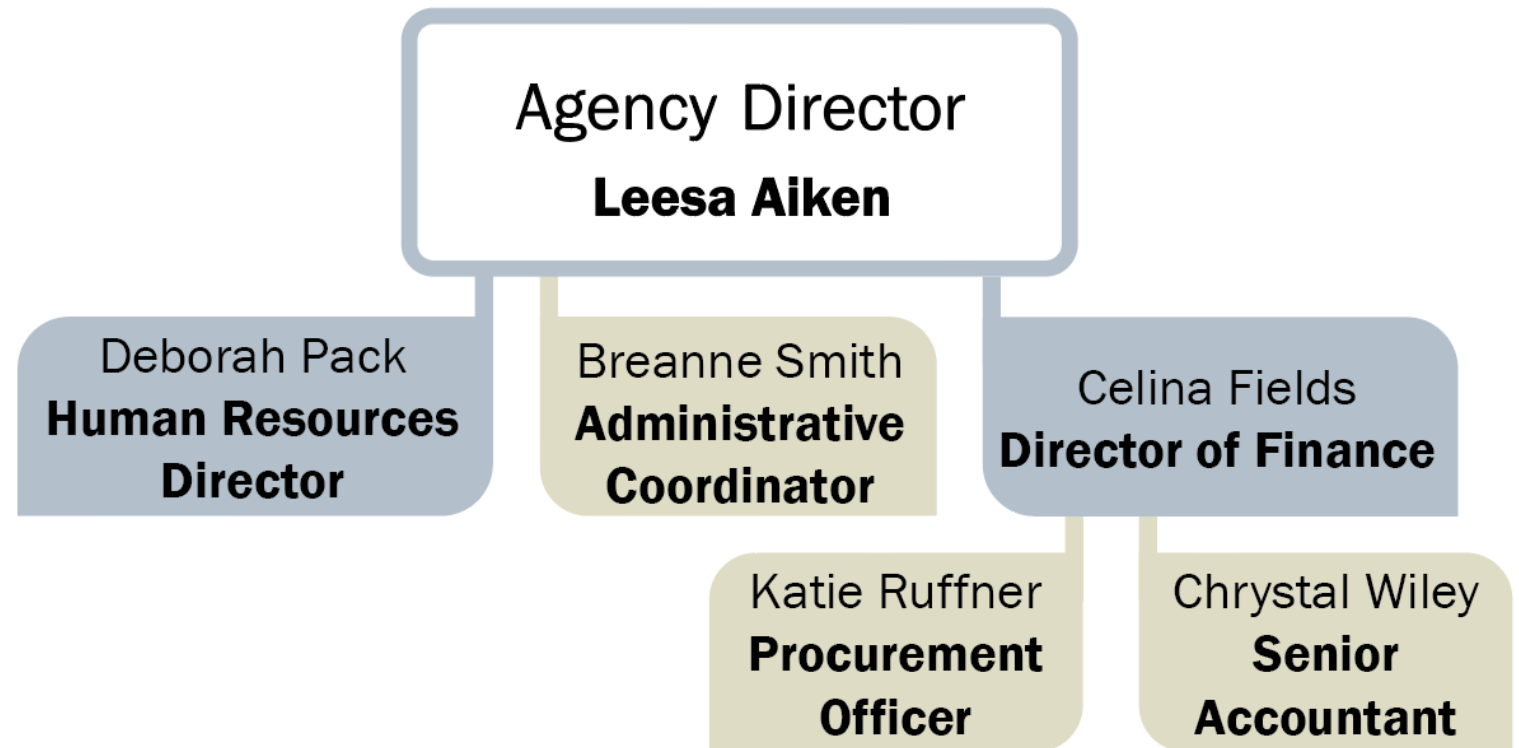 Agency Director
Leesa Aiken
Deborah Pack
Human Resources
Director
Breanne Smith
Administrative
Coordinator
Celina Fields
Director of Finance
Katie Ruffner
Procurement
Officer
Chrystal Wiley
Senior
Accountant